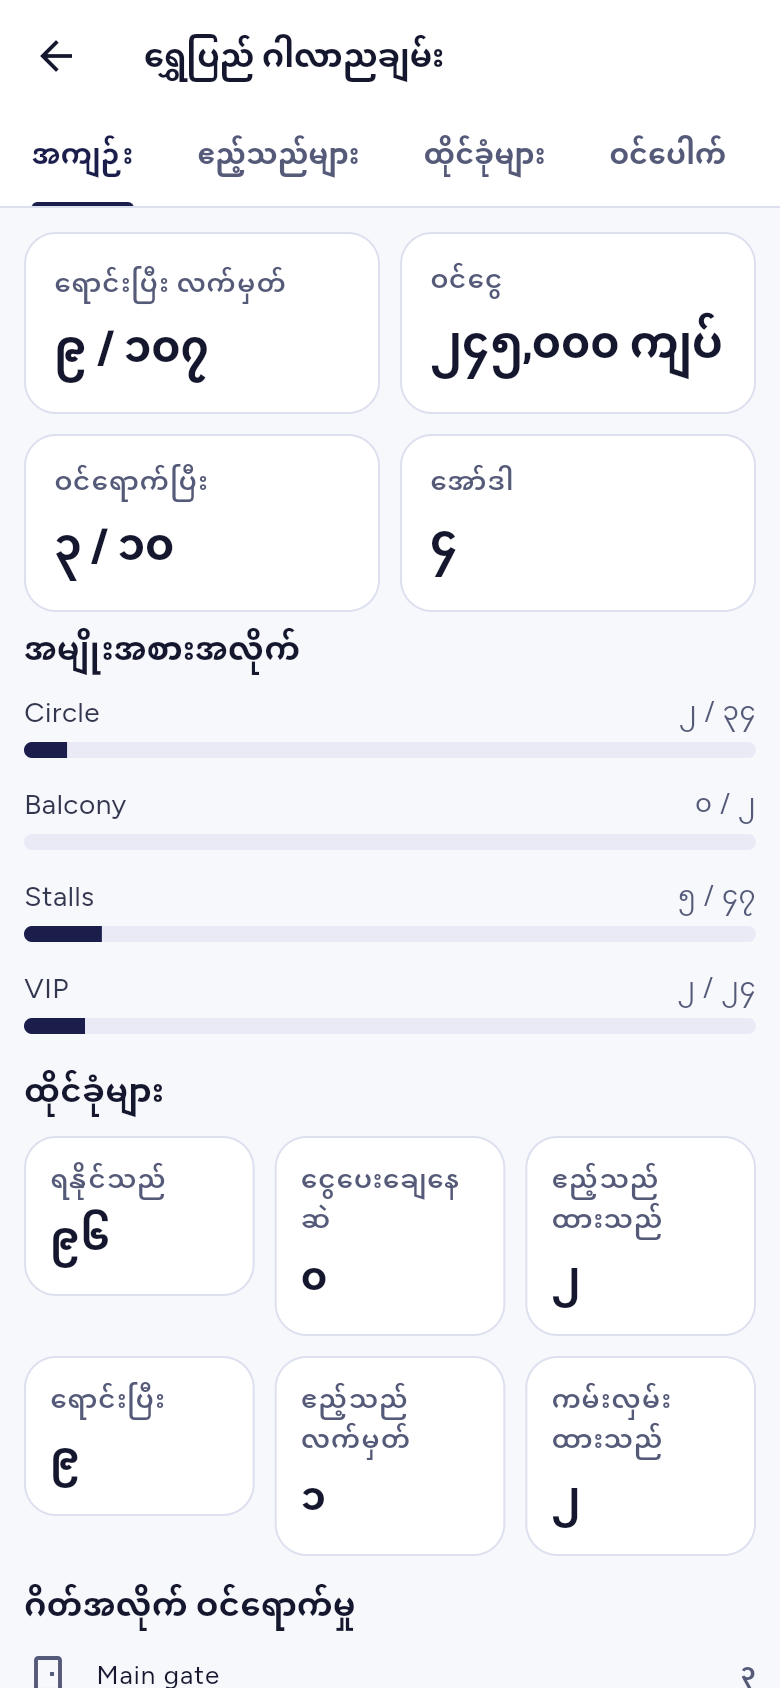 ရွှေပြည် ဂါလာညချမ်း
အကျဉ်း ဧည့်သည်များ ထိုင်ခုံများ ဝင်ပေါက်
ရောင်းပြီး လက်မှတ်
၉ / ၁၀၇
ဝင်ငွေ
၂၄၅,၀၀၀ ကျပ်
ဝင်ရောက်ပြီး
၃ / ၁၀
အော်ဒါ
၄
အမျိုးအစားအလိုက်
Circle ၂ / ၃၄
Balcony ၀ / ၂
Stalls ၅ / ၄၇
VIP ၂ / ၂၄
ထိုင်ခုံများ
ရနိုင်သည်
၉၆
ငွေပေးချေနေ
ဆဲ
၀
ဧည့်သည်
ထားသည်
၂
ရောင်းပြီး
၉
ဧည့်သည်
လက်မှတ်
၁
ကမ်းလှမ်း
ထားသည်
၂
ဂိတ်အလိုက် ဝင်ရောက်မှု
Main gate ၃